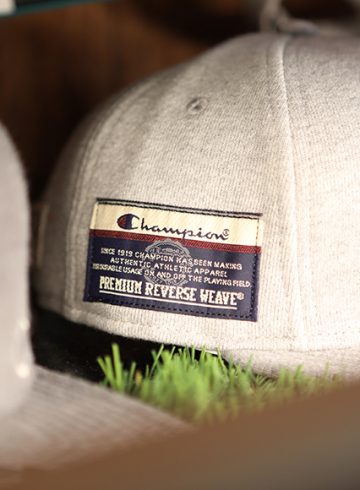 Champion®
SINCE 1919 CHAMPION HAS BEEN MAKING
AUTHENTIC ATHLETIC APPAREL
FOR DURABLE USAGE ON AND OFF THE PLAYING FIELD.
PREMIUM REVERSE WEAVE®